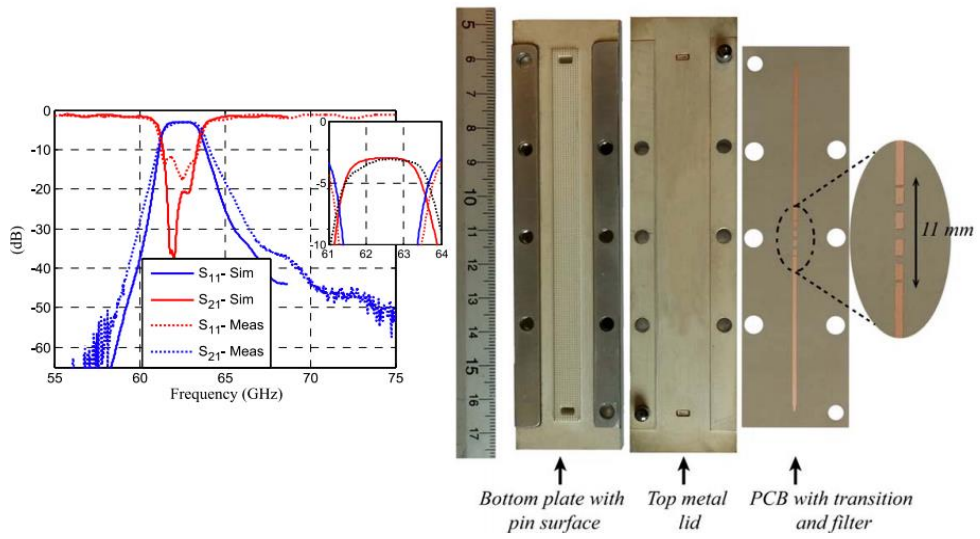 0
-10
-20
-30
-40
-50
-60
(dB)
55
60
65
70
75
Frequency (GHz)
S11- Sim
S21- Sim
S11- Meas
S21- Meas
0
-5
-10
61
62
63
64
5
6
7
8
9
10
11
12
13
14
15
16
17
11 mm
Bottom plate with
pin surface
Top metal
lid
PCB with transition
and filter